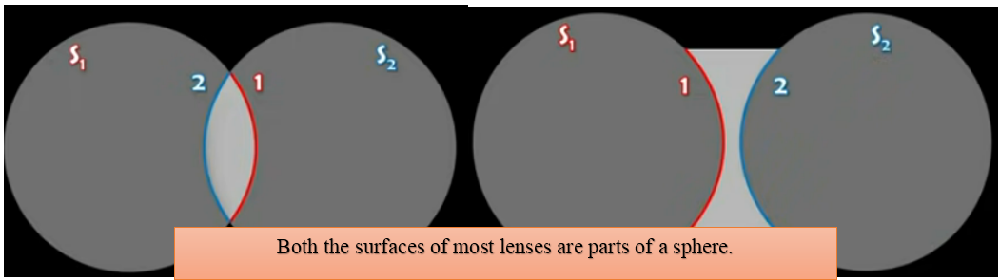 S1
S2
2
1
S1
S2
1
2
Both the surfaces of most lenses are parts of a sphere.